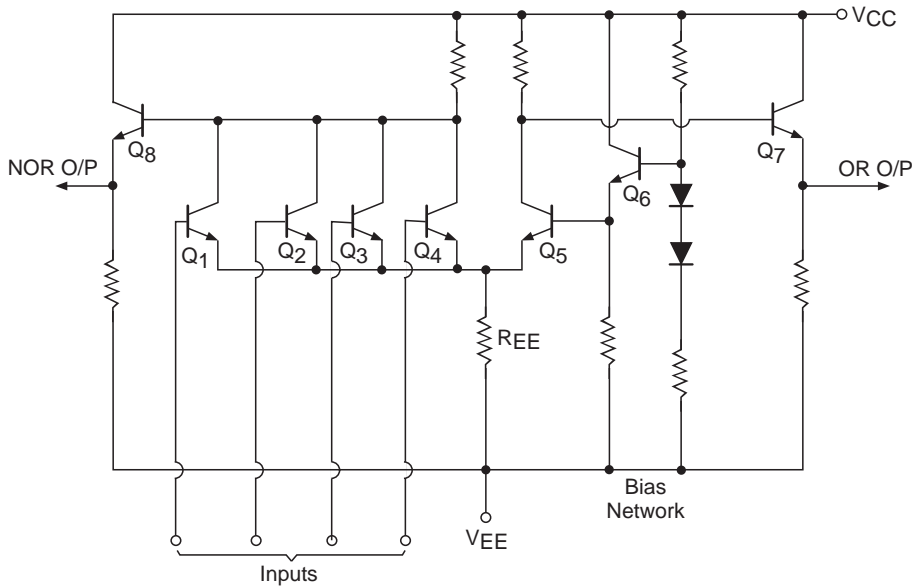 VCC
Q8
Q7
NOR O/P
OR O/P
Q6
Q1
Q2
Q3
Q4
Q5
REE
Bias
Network
VEE
Inputs